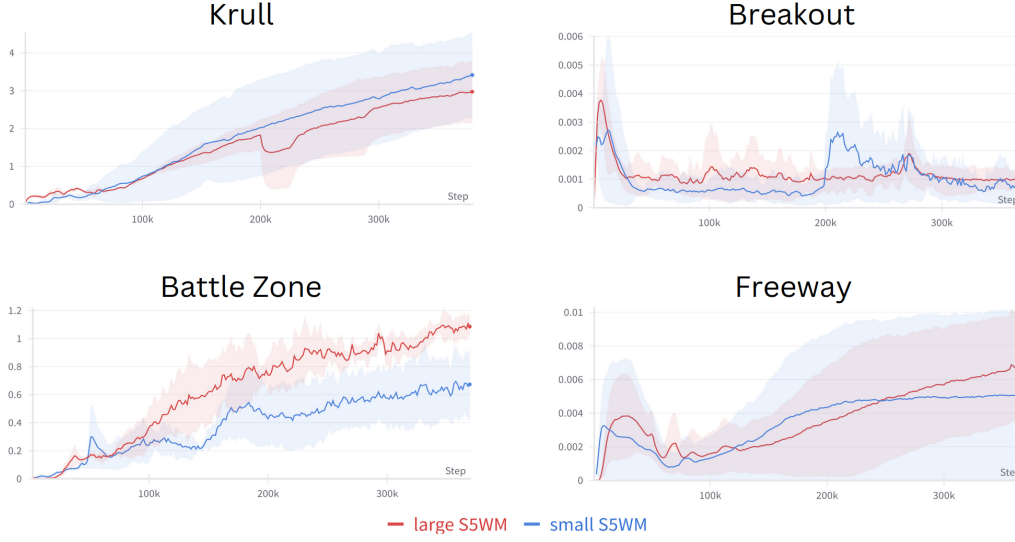 Krull
4
3
2
1
0
Step
100k
200k
300k
Breakout
0.006
0.005
0.004
0.003
0.002
0.001
0
Step
100k
200k
300k
Battle Zone
1.2
1
0.8
0.6
0.4
0.2
0
Step
100k
200k
300k
Freeway
0.01
0.008
0.006
0.004
0.002
0
Ste
100k
200k
300k
large S5WM
small S5WM